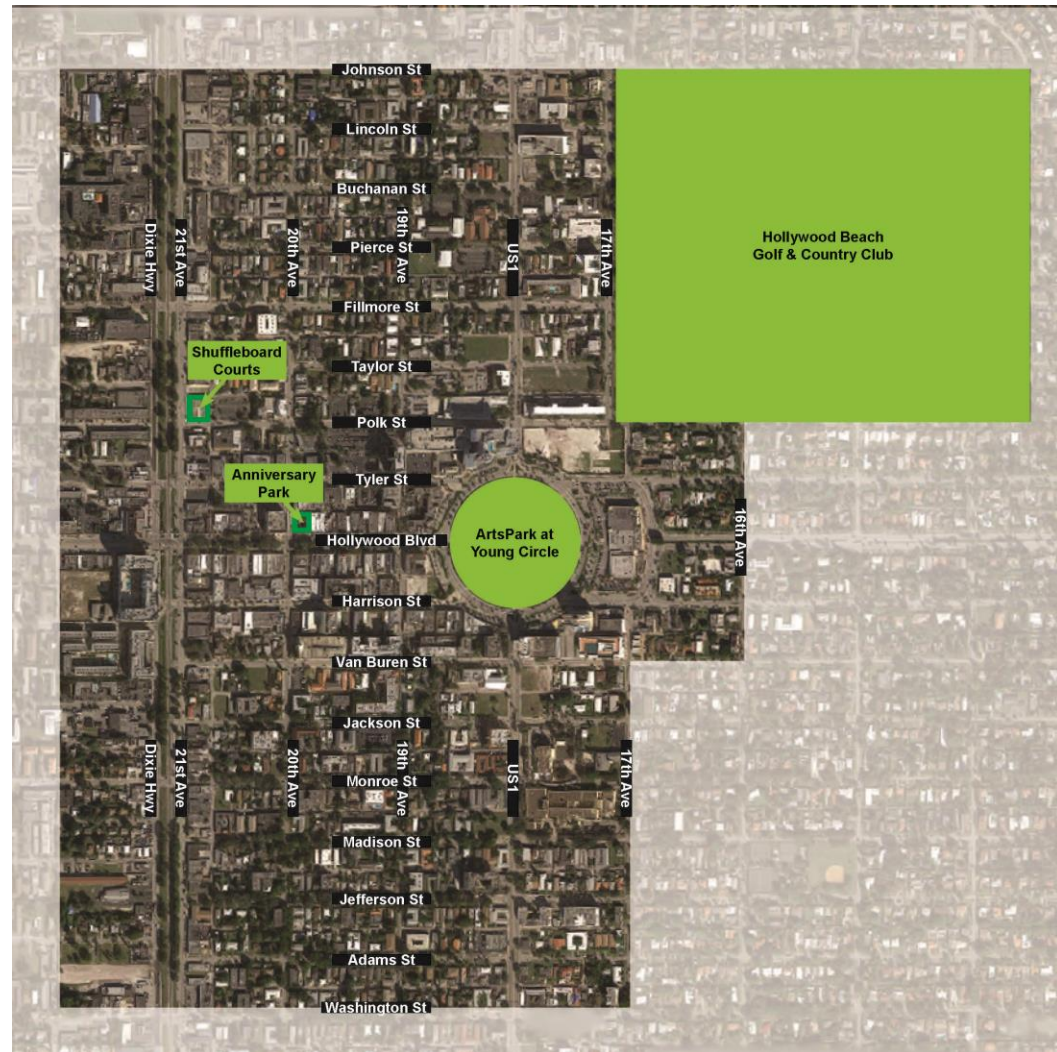 Johnson St
Lincoln St
Buchanan St
Dixie Hwy
21st Ave
20th Ave
19th Ave
US1
17th Ave
Pierce St
Hollywood Beach
Golf & Country Club
Fillmore St
Shuffleboard
Courts
Taylor St
Polk St
Anniversary
Park
Tyler St
16th Ave
Hollywood Blvd
ArtsPark at
Young Circle
Harrison St
Van Buren St
Jackson St
Dixie Hwy
21st Ave
20th Ave
19th Ave
US1
17th Ave
Monroe St
Madison St
Jefferson St
Adams St
Washington St